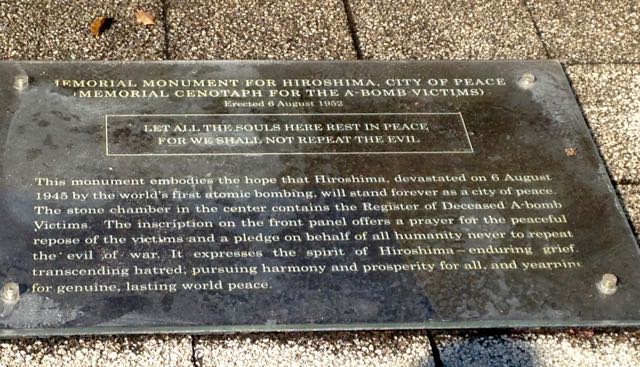 MEMORIAL MONUMENT FOR HIROSHIMA, CITY OF PEACE
(MEMORIAL CENOTAPH FOR THE A-BOMB VICTIMS)
Erected 6 August 1952
LET ALL THE SOULS HERE REST IN PEACE
FOR WE SHALL NOT REPEAT THE EVIL
This monument embodies the hope that Hiroshima, devastated on 6 August
1945 by the world's first atomic bombing, will stand forever as a city of peace.
The stone chamber in the center contains the Register of Deceased A-bomb
Victims. The inscription on the front panel offers a prayer for the peaceful
repose of the victims and a pledge on behalf of all humanity never to repeat
the evil of war. It expresses the spirit of Hiroshima – enduring grief,
transcending hatred, pursuing harmony and prosperity for all, and yearning
for genuine, lasting world peace.